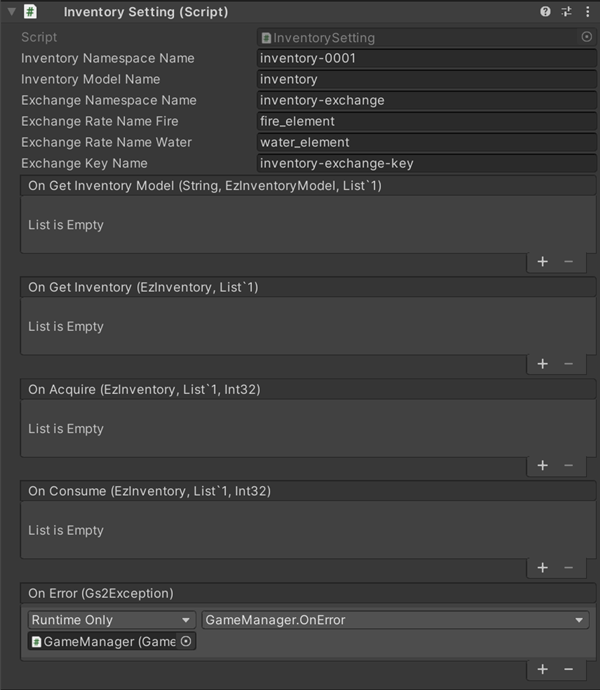 Inventory Setting (Script)
Script InventorySetting
Inventory Namespace Name inventory-0001
Inventory Model Name inventory
Exchange Namespace Name inventory-exchange
Exchange Rate Name Fire fire_element
Exchange Rate Name Water water_element
Exchange Key Name inventory-exchange-key
On Get Inventory Model (String, EzInventoryModel, List`1)
List is Empty
+ −
On Get Inventory (EzInventory, List`1)
List is Empty
+ −
On Acquire (EzInventory, List`1, Int32)
List is Empty
+ −
On Consume (EzInventory, List`1, Int32)
List is Empty
+ −
On Error (Gs2Exception)
Runtime Only GameManager.OnError
GameManager (Game
+ −